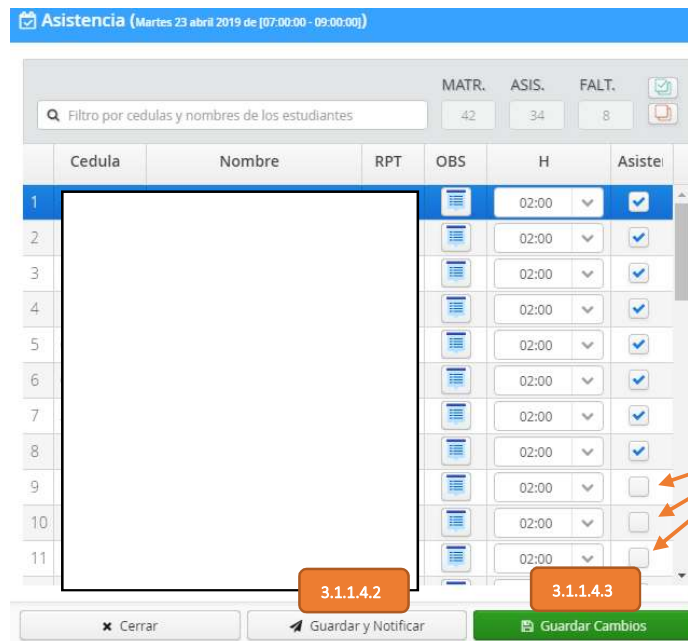 Asistencia (Martes 23 abril 2019 de [07:00:00 - 09:00:00])
MATR. ASIS. FALT.
Filtro por cedulas y nombres de los estudiantes 42 34 8
Cedula Nombre RPT OBS H Asiste
1 02:00
2 02:00
3 02:00
4 02:00
5 02:00
6 02:00
7 02:00
8 02:00
9 02:00
10 02:00
11 02:00
3.1.1.4.2 3.1.1.4.3
Cerrar Guardar y Notificar Guardar Cambios